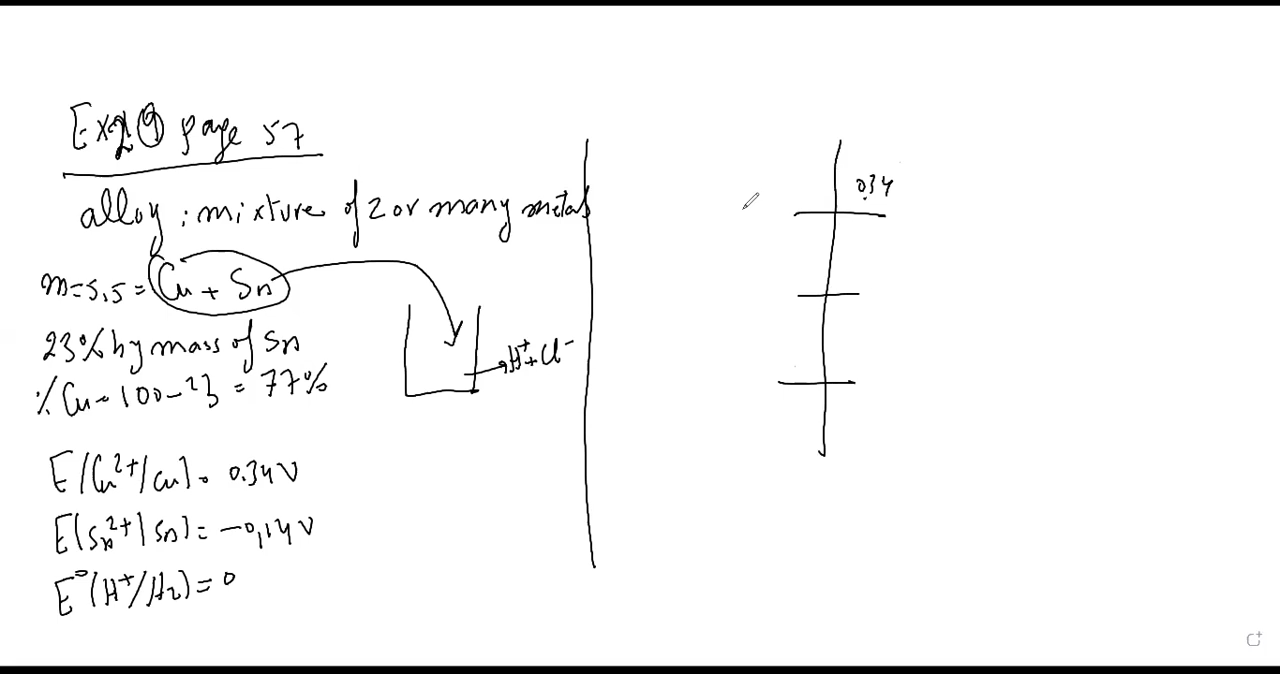 Ex 29 page 57
alloy : mixture of 2 or many metals
m=5,5 = Cu + Sn
23% by mass of Sn
% Cu = 100-23 = 77%
H⁺+Cl⁻
E(Cu²⁺/Cu) = 0.34V
E(Sn²⁺/Sn) = -0,14V
E°(H⁺/H₂) = 0
0.34